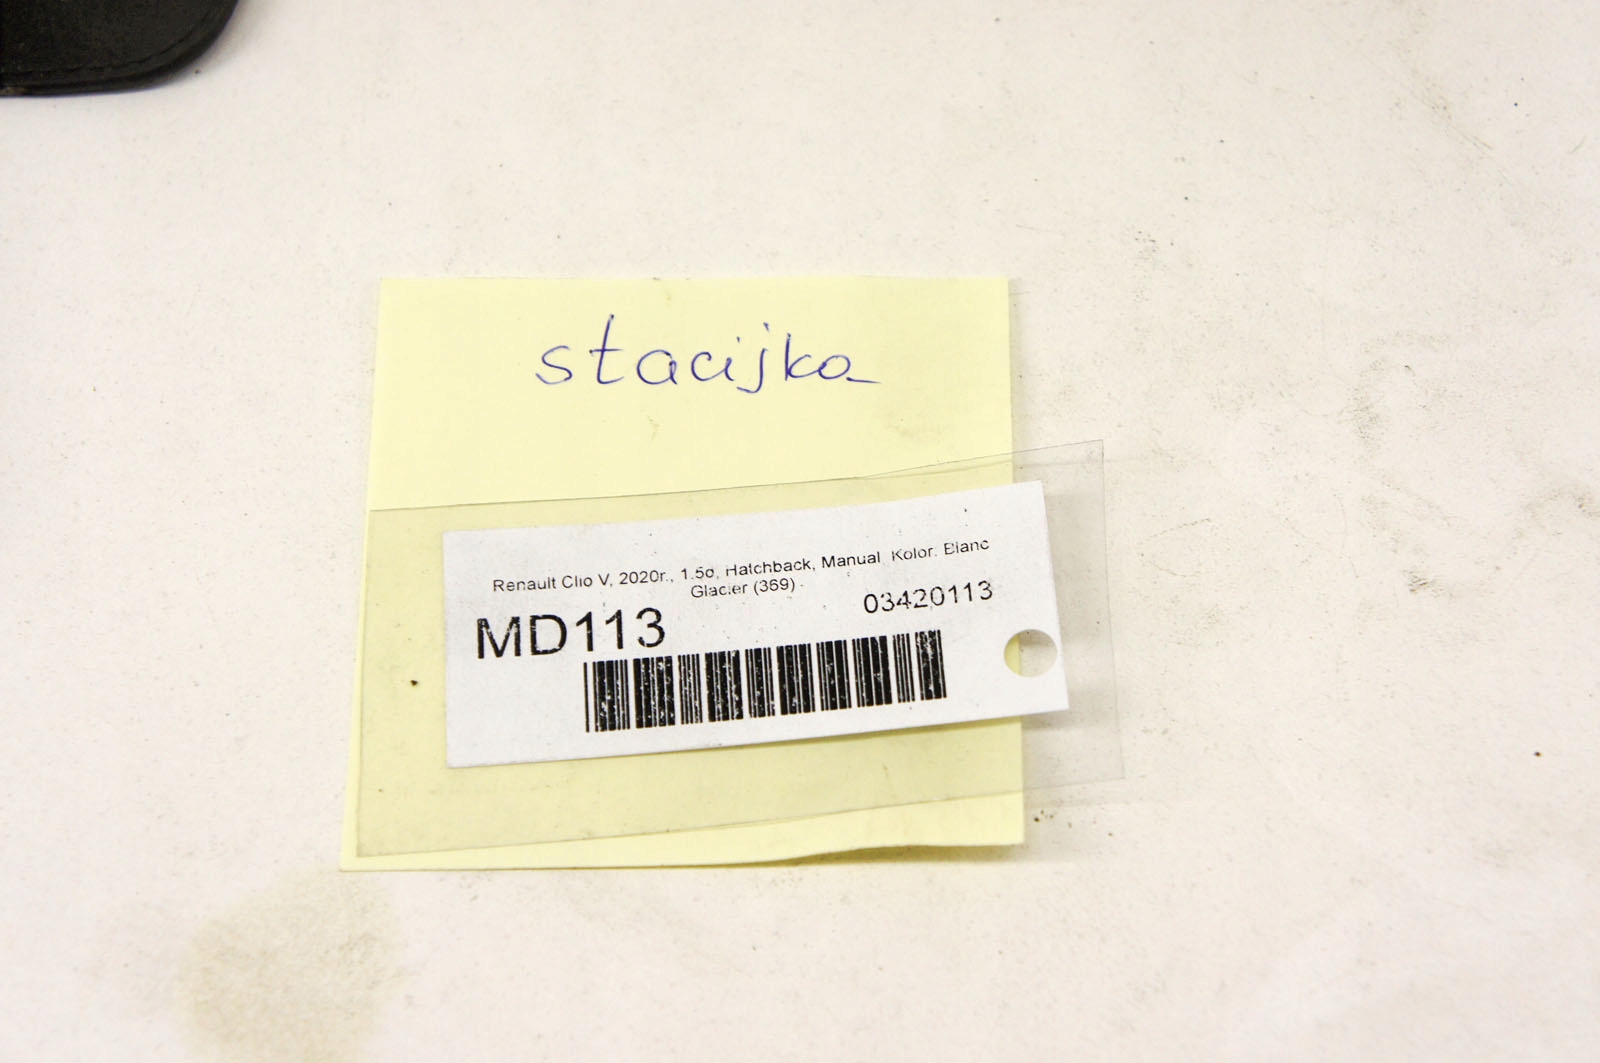 stacijka
Renault Clio V, 2020r., 1.5d, Hatchback, Manual, Kolor: Blanc
Glacier (369) -
MD113
03420113